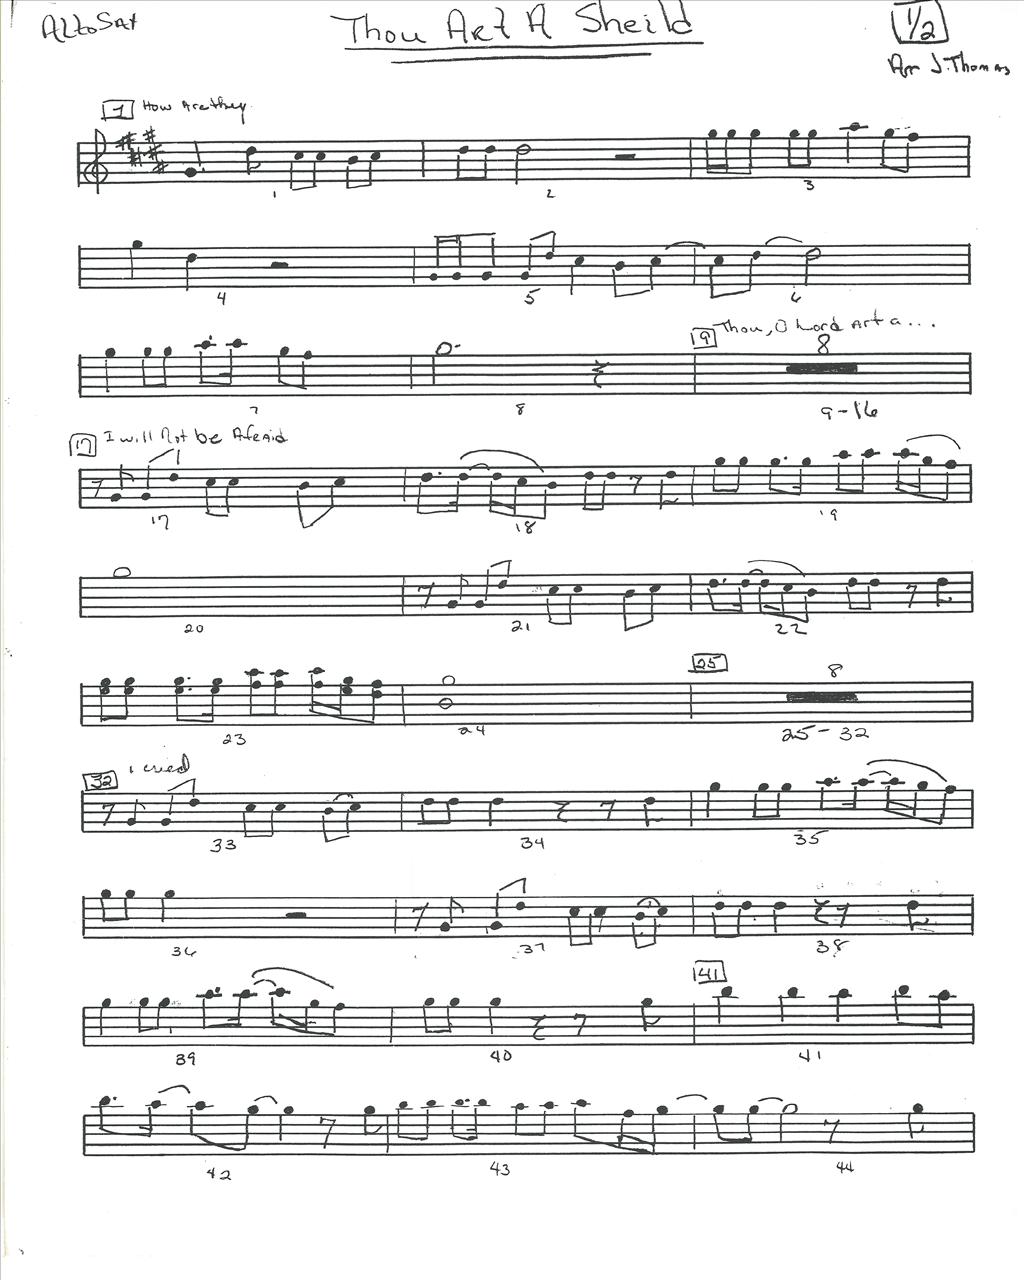 Alto Sax
Thou Art A Sheild
1/2
Arr J. Thomas
1 How Are they
1 2 3
4 5 6
9 Thou, O Lord Art a...
8
7 8 9-16
17 I will Not be Afraid
17 18 19
20 21 22
25 8
23 24 25-32
32 I cried
33 34 35
36 37 38
41
39 40 41
42 43 44